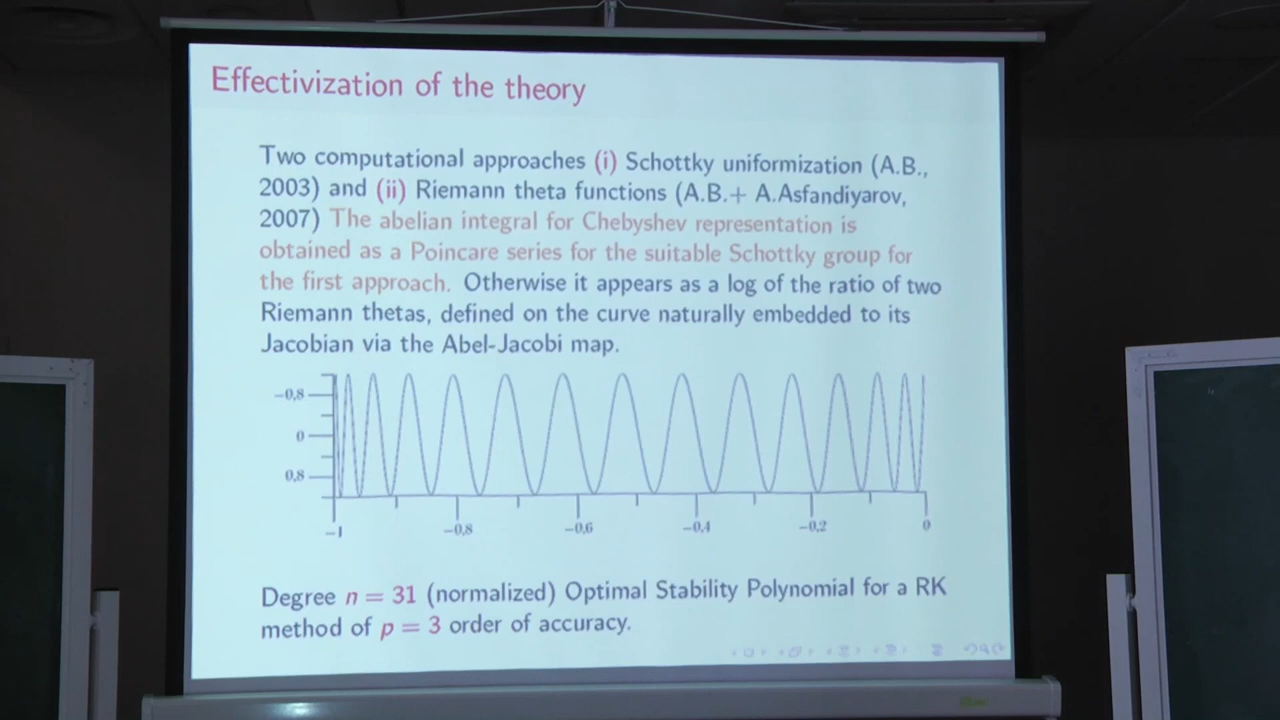 Effectivization of the theory
Two computational approaches (i) Schottky uniformization (A.B.,
2003) and (ii) Riemann theta functions (A.B.+ A.Asfandiyarov,
2007) The abelian integral for Chebyshev representation is
obtained as a Poincare series for the suitable Schottky group for
the first approach. Otherwise it appears as a log of the ratio of two
Riemann thetas, defined on the curve naturally embedded to its
Jacobian via the Abel-Jacobi map.
−0,8
0
0,8
−1 −0,8 −0,6 −0,4 −0,2 0
Degree n = 31 (normalized) Optimal Stability Polynomial for a RK
method of p = 3 order of accuracy.